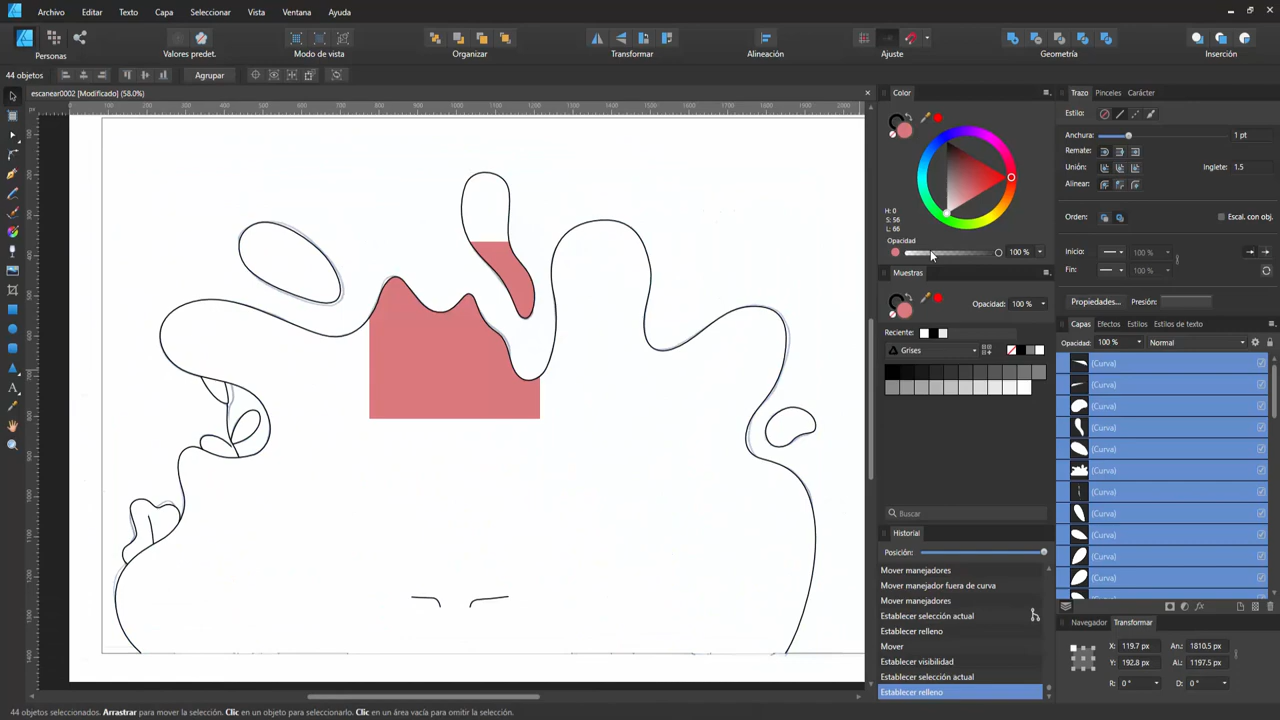 Archivo Editar Texto Capa Seleccionar Vista Ventana Ayuda
Personas Valores predet. Modo de vista Organizar Transformar Alineación Ajuste Geometría Inserción
44 objetos Agrupar
escanear0002 [Modificado] (58.0%)
Color
H: 0
S: 56
L: 66
Opacidad
100 %
Muestras
Opacidad: 100 %
Reciente:
Grises
Buscar
Historial
Posición:
Mover manejadores
Mover manejador fuera de curva
Mover manejadores
Establecer selección actual
Establecer relleno
Mover
Establecer visibilidad
Establecer selección actual
Establecer relleno
Trazo Pinceles Carácter
Estilo:
Anchura: 1 pt
Remate:
Unión: Inglete: 1.5
Alinear:
Orden: Escal. con obj.
Inicio: 100 %
Fin: 100 %
Propiedades... Presión:
Capas Efectos Estilos Estilos de texto
Opacidad: 100 % Normal
(Curva)
(Curva)
(Curva)
(Curva)
(Curva)
(Curva)
(Curva)
(Curva)
(Curva)
(Curva)
(Curva)
Navegador Transformar
X: 119.7 px An.: 1810.5 px
Y: 192.8 px Al.: 1197.5 px
R: 0 ° D: 0 °
44 objetos seleccionados. Arrastrar para mover la selección. Clic en un objeto para seleccionarlo. Clic en un área vacía para omitir la selección.